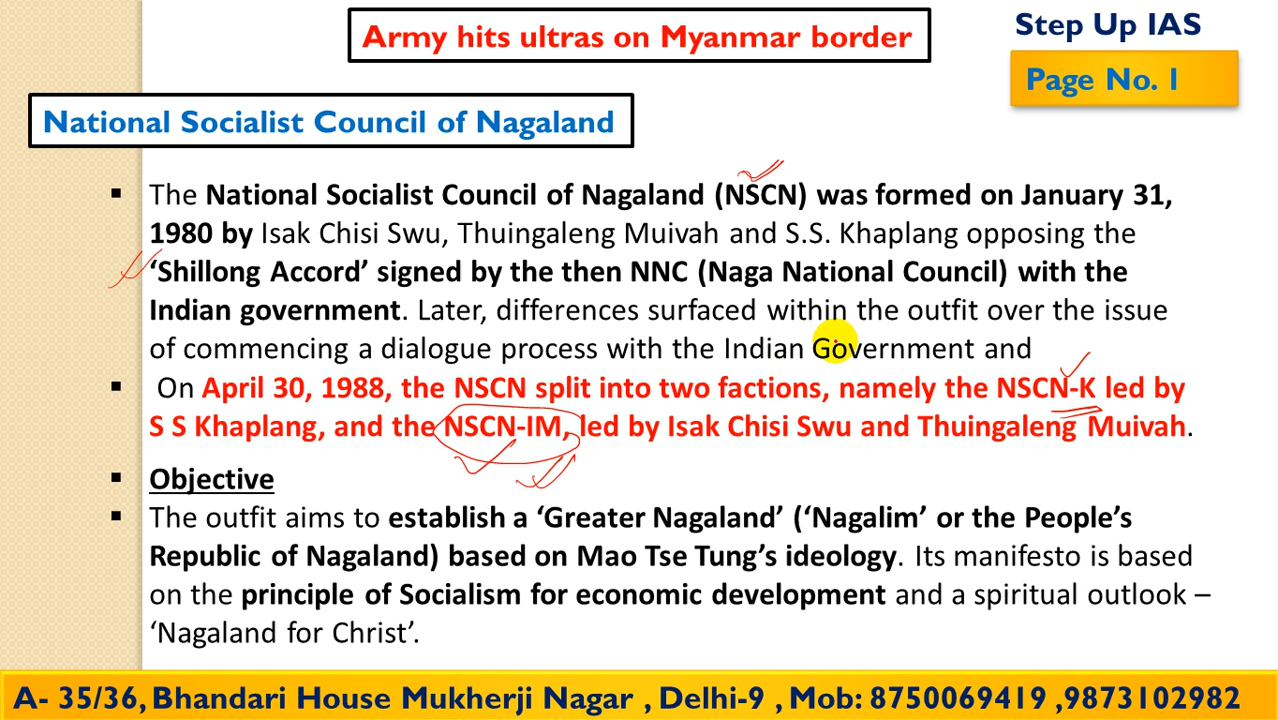 Army hits ultras on Myanmar border
Step Up IAS
Page No. 1
National Socialist Council of Nagaland
▪ The National Socialist Council of Nagaland (NSCN) was formed on January 31,
1980 by Isak Chisi Swu, Thuingaleng Muivah and S.S. Khaplang opposing the
‘Shillong Accord’ signed by the then NNC (Naga National Council) with the
Indian government. Later, differences surfaced within the outfit over the issue
of commencing a dialogue process with the Indian Government and
▪ On April 30, 1988, the NSCN split into two factions, namely the NSCN-K led by
S S Khaplang, and the NSCN-IM, led by Isak Chisi Swu and Thuingaleng Muivah.
▪ Objective
▪ The outfit aims to establish a ‘Greater Nagaland’ (‘Nagalim’ or the People’s
Republic of Nagaland) based on Mao Tse Tung’s ideology. Its manifesto is based
on the principle of Socialism for economic development and a spiritual outlook –
‘Nagaland for Christ’.
A- 35/36, Bhandari House Mukherji Nagar , Delhi-9 , Mob: 8750069419 ,9873102982